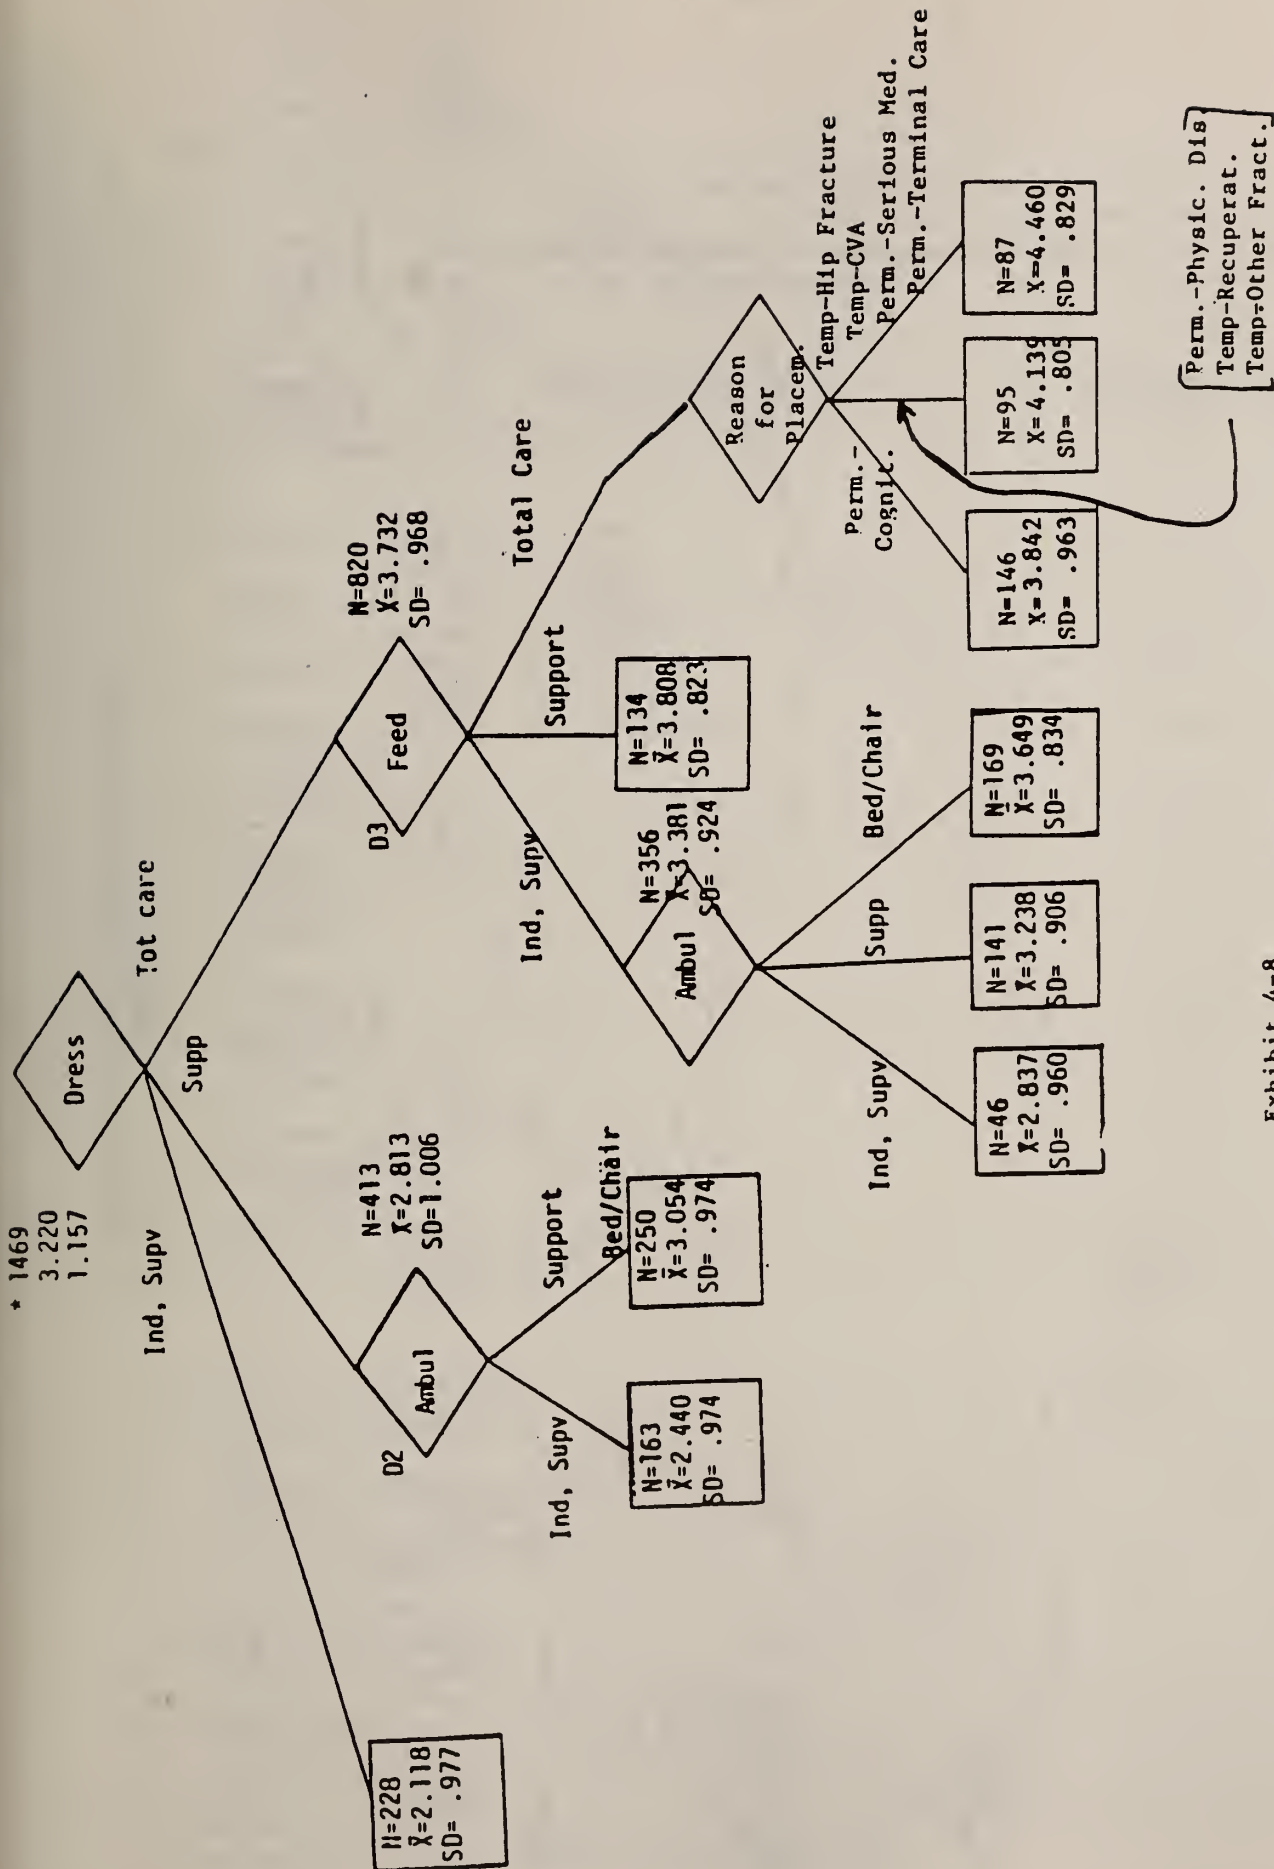 * 1469
3.220
1.157
Dress
Ind, Supv
Supp
Tot care
N=228
X̄=2.118
SD= .977
D2
Ambul
N=413
X̄=2.813
SD=1.006
D3
Feed
N=820
X̄=3.732
SD= .968
Ind, Supv
Support
Bed/Chair
Ind, Supv
Support
Total Care
N=163
X̄=2.440
SD= .974
N=250
X̄=3.054
SD= .974
Ambul
N=356
X̄=3.381
SD= .924
N=134
X̄=3.808
SD= .823
Reason
for
Placem.
Ind, Supv
Supp
Bed/Chair
Perm.-
Cognit.
Temp-Hip Fracture
Temp-CVA
Perm.-Serious Med.
Perm.-Terminal Care
N=46
X̄=2.837
SD= .960
N=141
X̄=3.238
SD= .906
N=169
X̄=3.649
SD= .834
N=146
X=3.842
SD= .963
N=95
X=4.139
SD= .805
N=87
X=4.460
SD= .829
Perm.-Physic. Dis
Temp-Recuperat.
Temp-Other Fract.
Exhibit 4-8